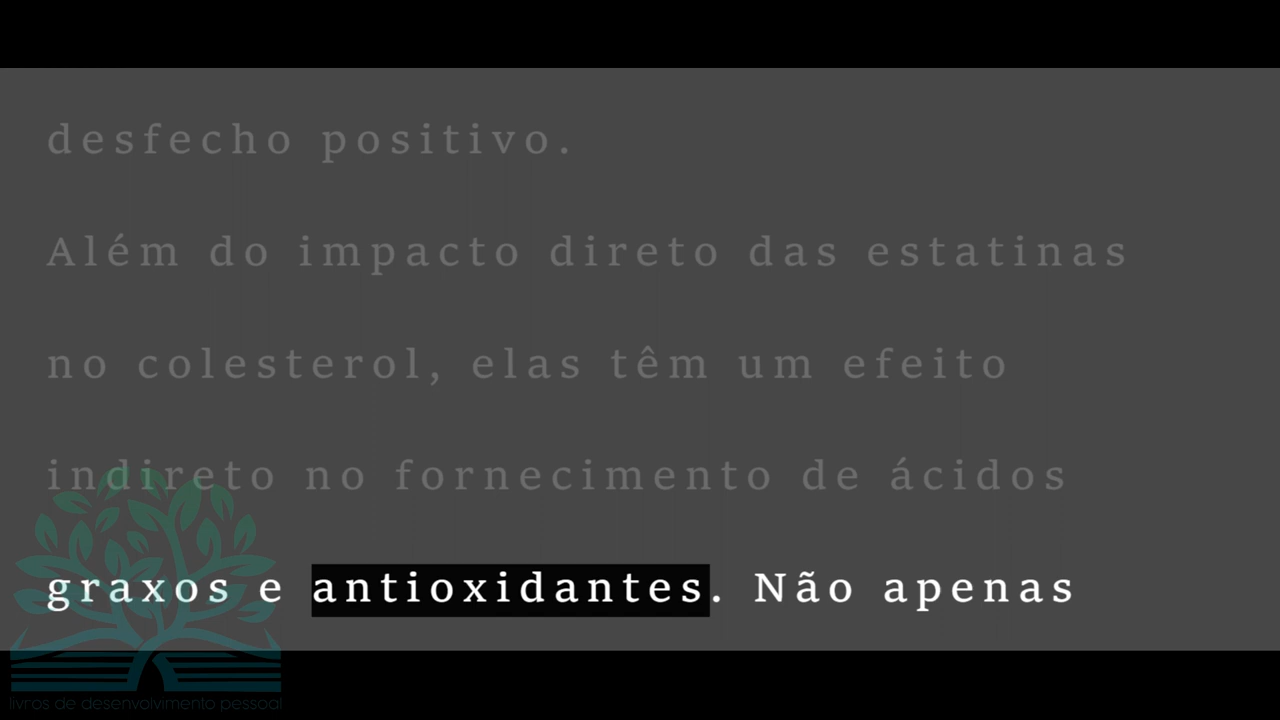 desfecho positivo.
Além do impacto direto das estatinas
no colesterol, elas têm um efeito
indireto no fornecimento de ácidos
graxos e antioxidantes. Não apenas
livros de desenvolvimento pessoal